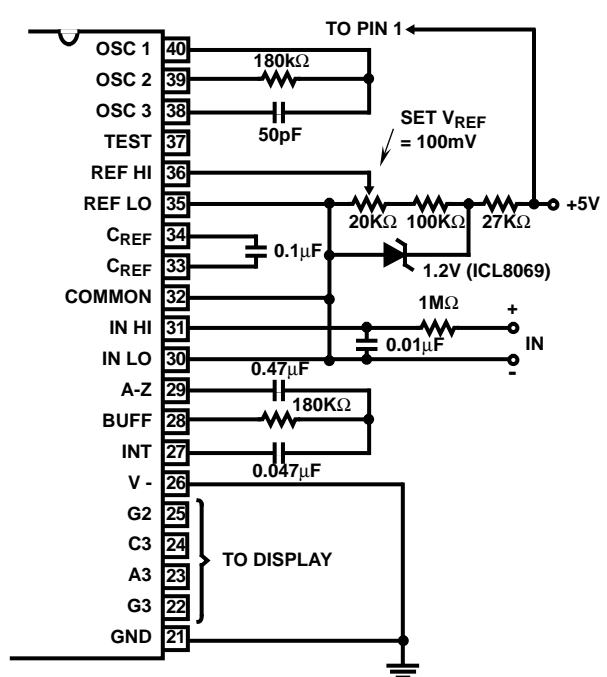 TO PIN 1
OSC 1 40
180kΩ
OSC 2 39
OSC 3 38
50pF
SET VREF
= 100mV
TEST 37
REF HI 36
REF LO 35
20KΩ 100KΩ 27KΩ
+5V
CREF 34
0.1µF
CREF 33
1.2V (ICL8069)
COMMON 32
1MΩ
IN HI 31
+
0.01µF
IN
IN LO 30
-
0.47µF
A-Z 29
180KΩ
BUFF 28
INT 27
0.047µF
V - 26
G2 25
C3 24
TO DISPLAY
A3 23
G3 22
GND 21